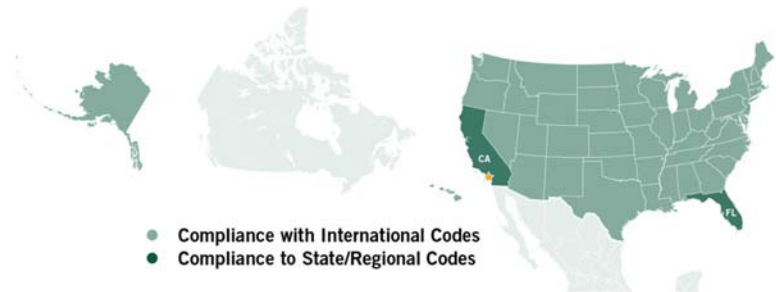 CA
FL
Compliance with International Codes
Compliance to State/Regional Codes